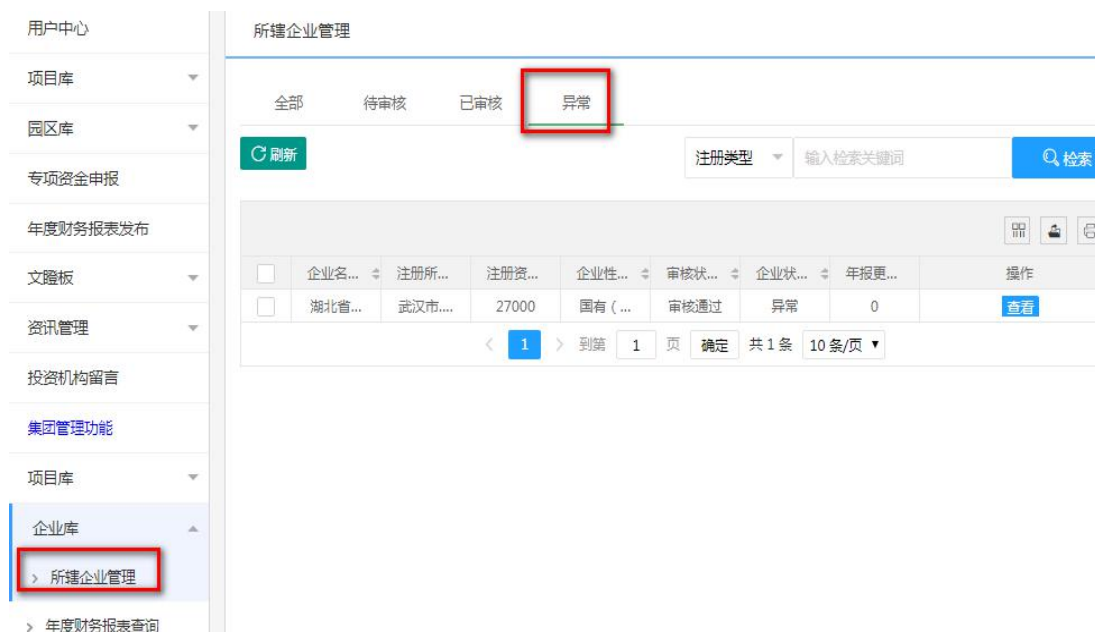 用户中心
项目库
园区库
专项资金申报
年度财务报表发布
文瞪板
资讯管理
投资机构留言
集团管理功能
项目库
企业库
所辖企业管理
年度财务报表查询
所辖企业管理
全部 待审核 已审核 异常
刷新 注册类型 输入检索关键词 检索
企业名... 注册所... 注册资... 企业性... 审核状... 企业状... 年报更... 操作
湖北省... 武汉市.... 27000 国有 (... 审核通过 异常 0 查看
1 到第 1 页 确定 共 1 条 10 条/页